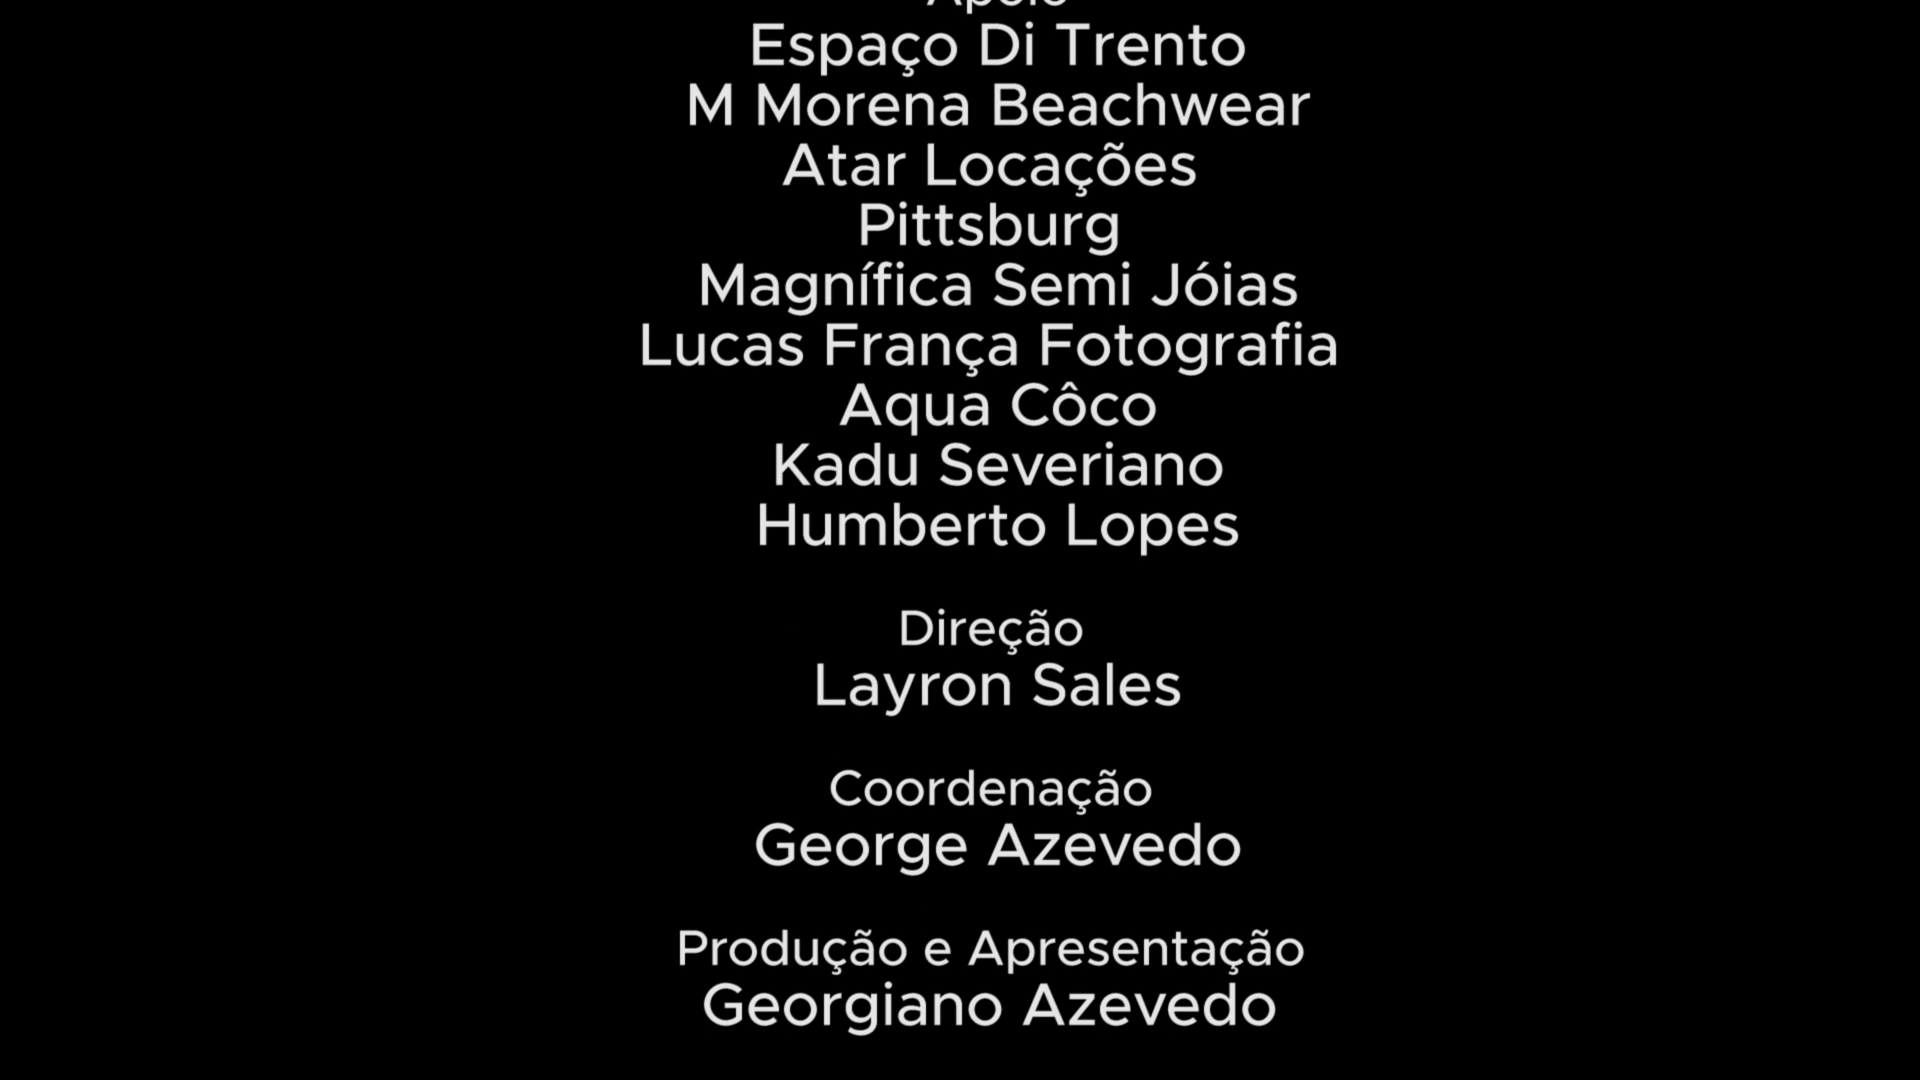 Apoio
Espaço Di Trento
M Morena Beachwear
Atar Locações
Pittsburg
Magnífica Semi Jóias
Lucas França Fotografia
Aqua Côco
Kadu Severiano
Humberto Lopes
Direção
Layron Sales
Coordenação
George Azevedo
Produção e Apresentação
Georgiano Azevedo